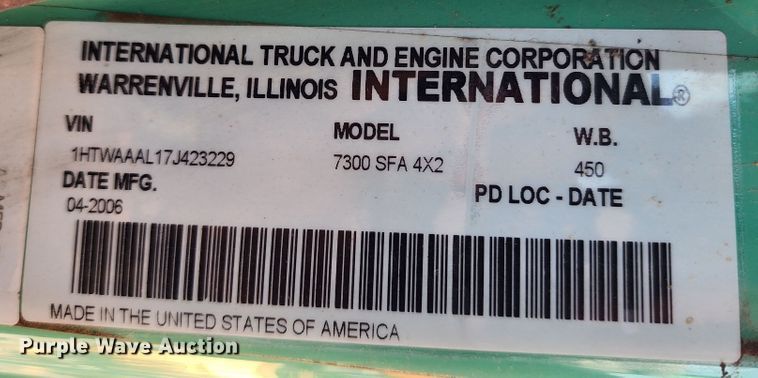 INTERNATIONAL TRUCK AND ENGINE CORPORATION
WARRENVILLE, ILLINOIS INTERNATIONAL®
VIN MODEL W.B.
1HTWAAAL17J423229 7300 SFA 4X2 450
DATE MFG. PD LOC - DATE
04-2006
MADE IN THE UNITED STATES OF AMERICA
Purple Wave Auction